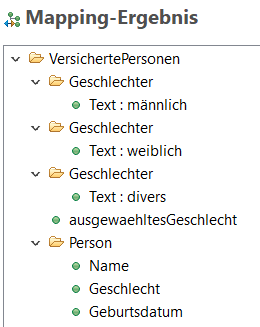 Mapping-Ergebnis
VersichertePersonen
Geschlechter
Text : männlich
Geschlechter
Text : weiblich
Geschlechter
Text : divers
ausgewaehltesGeschlecht
Person
Name
Geschlecht
Geburtsdatum